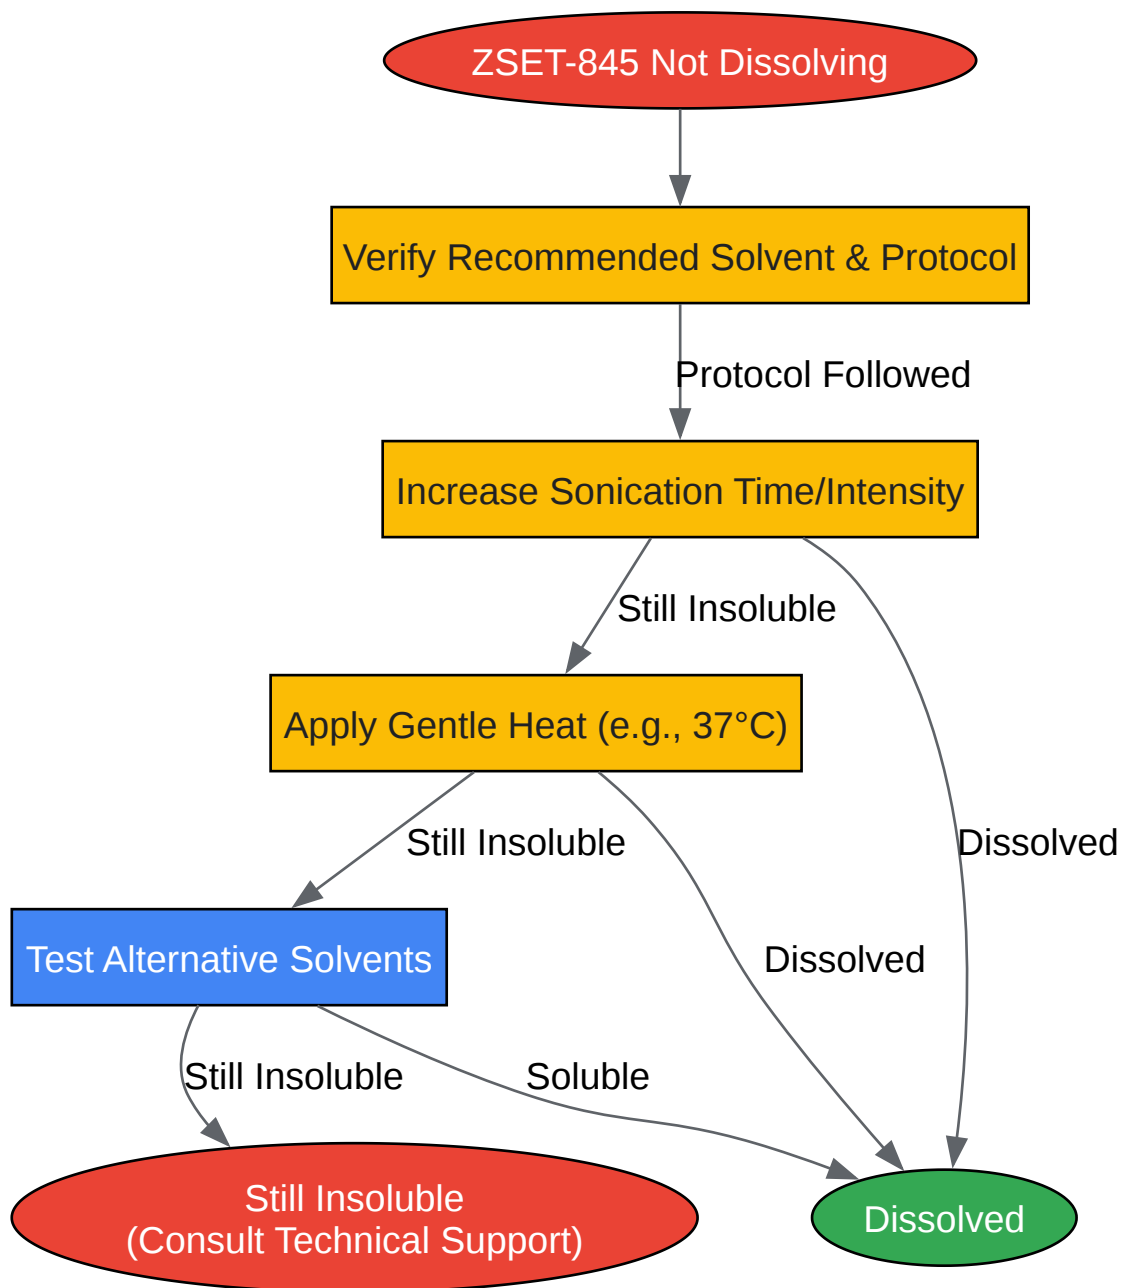 ZSET-845 Not Dissolving
Verify Recommended Solvent & Protocol
Protocol Followed
Increase Sonication Time/Intensity
Still Insoluble
Apply Gentle Heat (e.g., 37°C)
Still Insoluble
Dissolved
Test Alternative Solvents
Dissolved
Still Insoluble
Soluble
Still Insoluble
(Consult Technical Support)
Dissolved